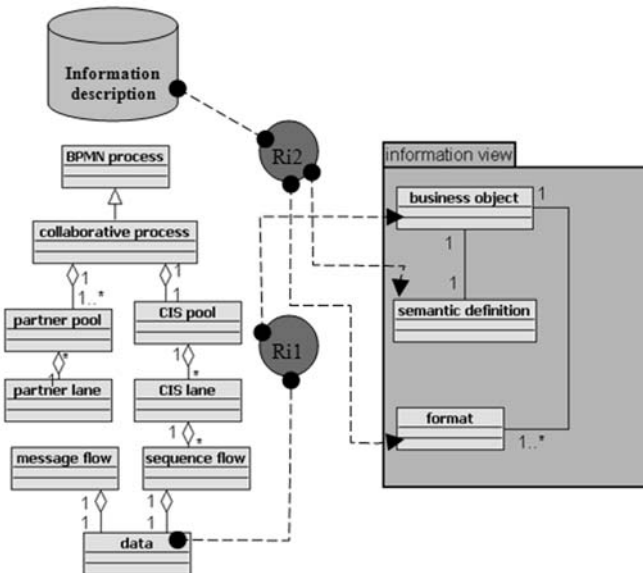 Information
description
BPMN process
Ri2
information view
business object
1
collaborative process
1
1
1
1..*
1
1
partner pool
CIS pool
semantic definition
*
1
*
1
Ri1
partner lane
CIS lane
format
1
*
1..*
message flow
sequence flow
1
1
1
1
data